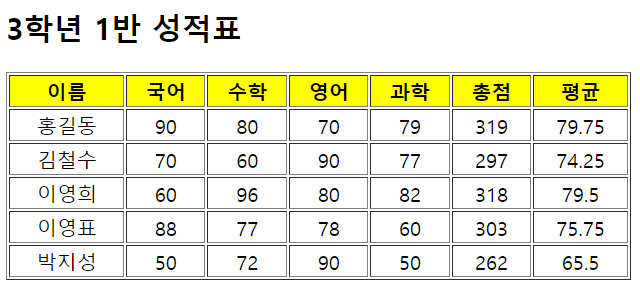 3학년 1반 성적표
이름 국어 수학 영어 과학 총점 평균
홍길동 90 80 70 79 319 79.75
김철수 70 60 90 77 297 74.25
이영희 60 96 80 82 318 79.5
이영표 88 77 78 60 303 75.75
박지성 50 72 90 50 262 65.5